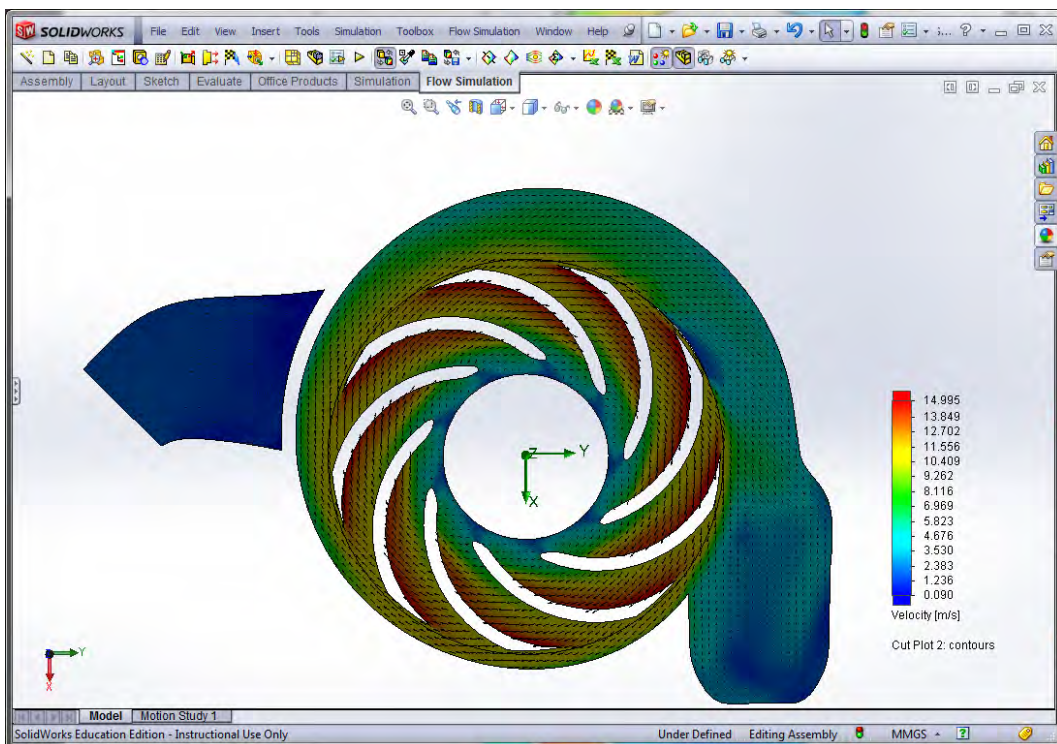 SOLIDWORKS File Edit View Insert Tools Simulation Toolbox Flow Simulation Window Help
Assembly Layout Sketch Evaluate Office Products Simulation Flow Simulation
Z Y
X
14.995
13.849
12.702
11.556
10.409
9.262
8.116
6.969
5.823
4.676
3.530
2.383
1.236
0.090
Velocity [m/s]
Cut Plot 2: contours
Y
X
Model Motion Study 1
SolidWorks Education Edition - Instructional Use Only Under Defined Editing Assembly MMGS